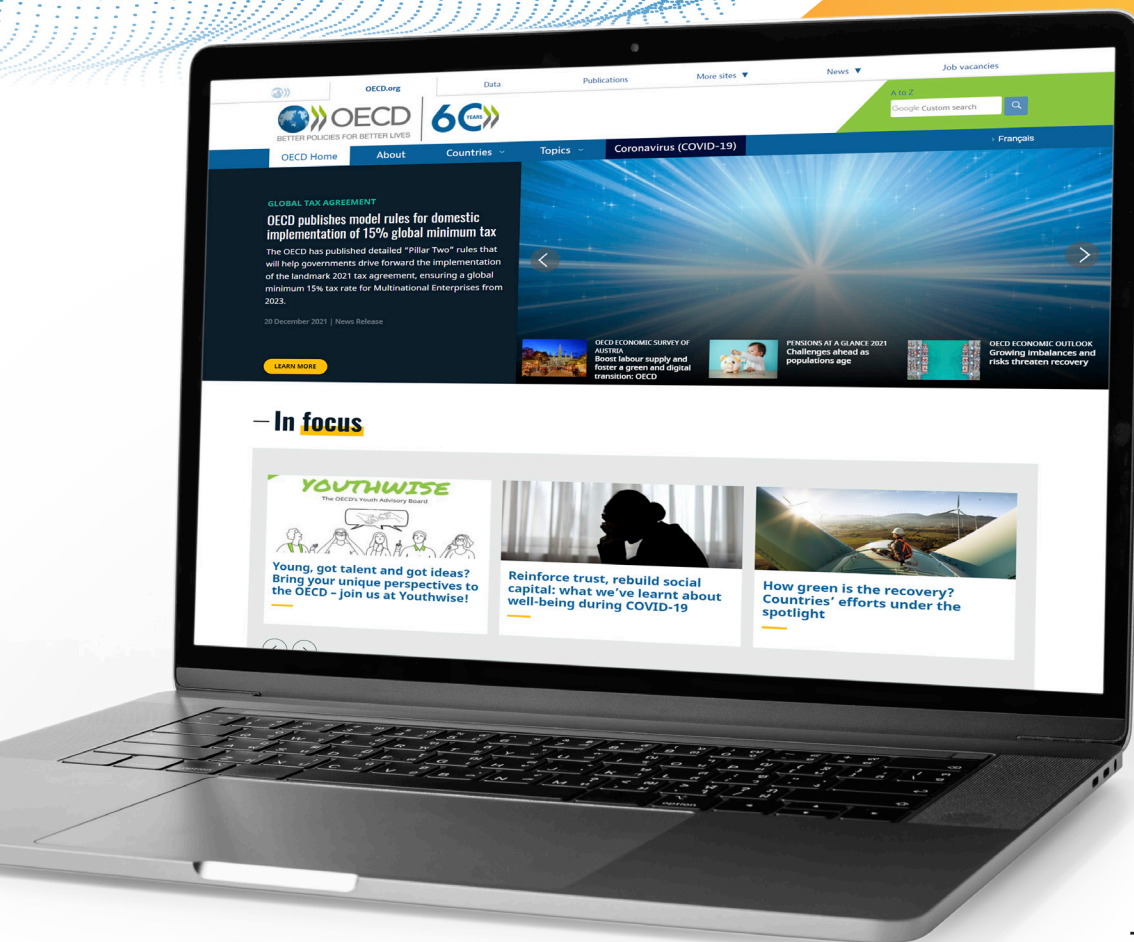 OECD.org
Data
Publications
More sites ▼
News ▼
Job vacancies
OECD
BETTER POLICIES FOR BETTER LIVES
60 YEARS
A to Z
Google Custom search
OECD Home
About
Countries
Topics
Coronavirus (COVID-19)
› Français
GLOBAL TAX AGREEMENT
OECD publishes model rules for domestic
implementation of 15% global minimum tax
The OECD has published detailed "Pillar Two" rules that
will help governments drive forward the implementation
of the landmark 2021 tax agreement, ensuring a global
minimum 15% tax rate for Multinational Enterprises from
2023.
20 December 2021 | News Release
LEARN MORE
OECD ECONOMIC SURVEY OF
AUSTRIA
Boost labour supply and
foster a green and digital
transition: OECD
PENSIONS AT A GLANCE 2021
Challenges ahead as
populations age
OECD ECONOMIC OUTLOOK
Growing imbalances and
risks threaten recovery
In focus
YOUTHWISE
The OECD's Youth Advisory Board
Young, got talent and got ideas?
Bring your unique perspectives to
the OECD – join us at Youthwise!
Reinforce trust, rebuild social
capital: what we've learnt about
well-being during COVID-19
How green is the recovery?
Countries' efforts under the
spotlight
option